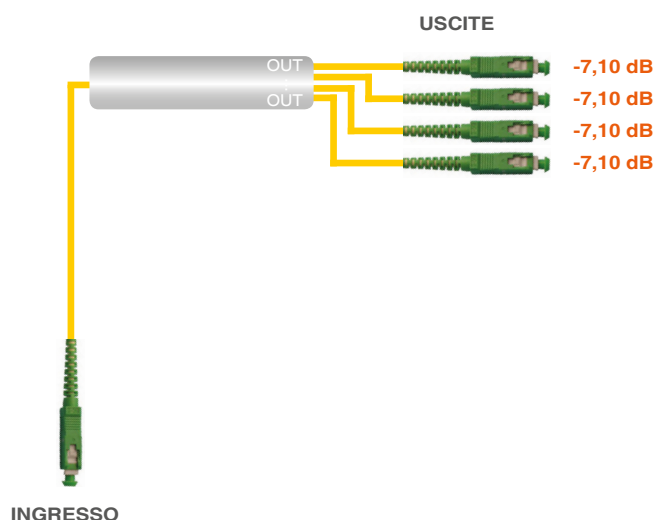 USCITE
OUT
OUT
-7,10 dB
-7,10 dB
-7,10 dB
-7,10 dB
INGRESSO